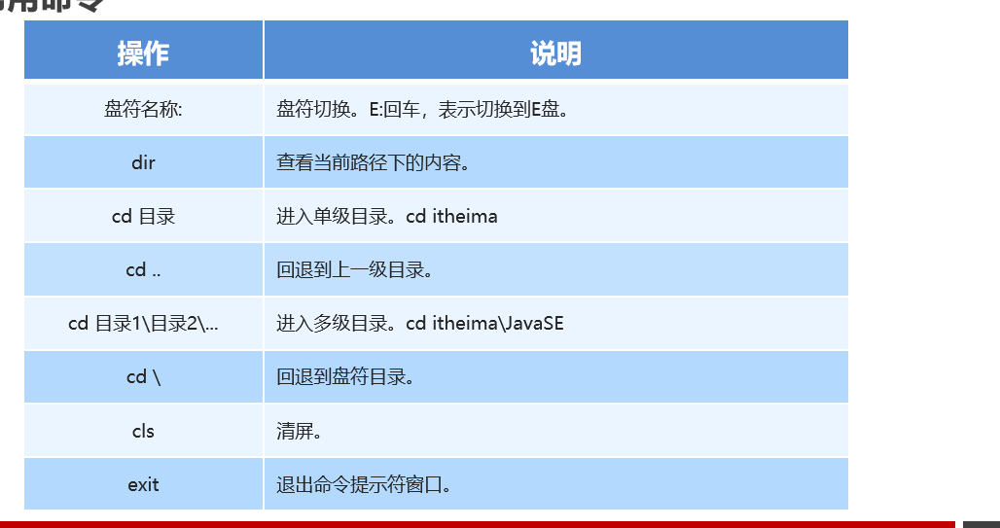 用命令
操作 说明
盘符名称: 盘符切换。E:回车，表示切换到E盘。
dir 查看当前路径下的内容。
cd 目录 进入单级目录。cd itheima
cd .. 回退到上一级目录。
cd 目录1\目录2\... 进入多级目录。cd itheima\JavaSE
cd \ 回退到盘符目录。
cls 清屏。
exit 退出命令提示符窗口。